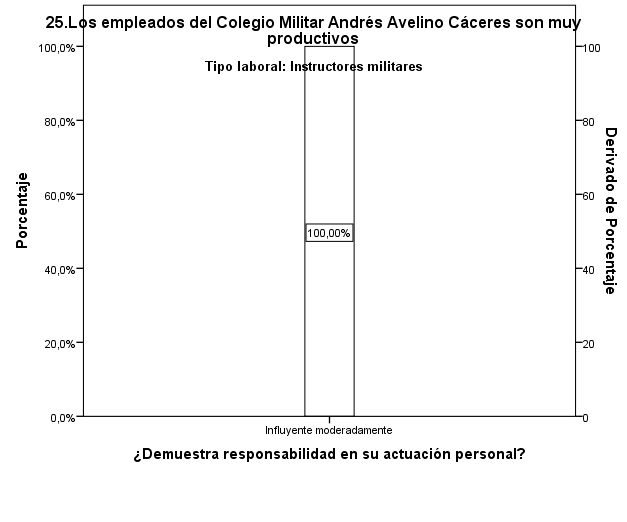 25.Los empleados del Colegio Militar Andrés Avelino Cáceres son muy
productivos
Tipo laboral: Instructores militares
100,0%
80,0%
60,0%
40,0%
20,0%
0,0%
Porcentaje
100,00%
100
80
60
40
20
0
Derivado de Porcentaje
Influyente moderadamente
¿Demuestra responsabilidad en su actuación personal?